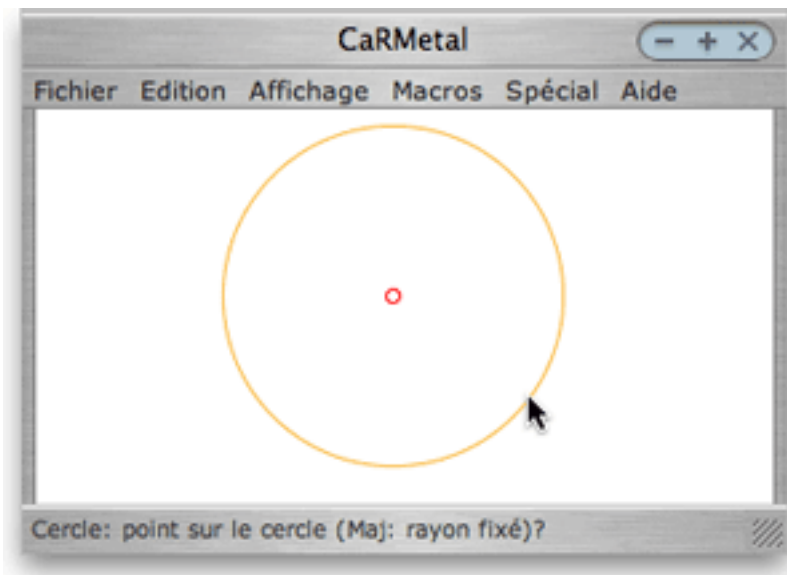 CaRMetal
Fichier Edition Affichage Macros Spécial Aide
Cercle: point sur le cercle (Maj: rayon fixé)?